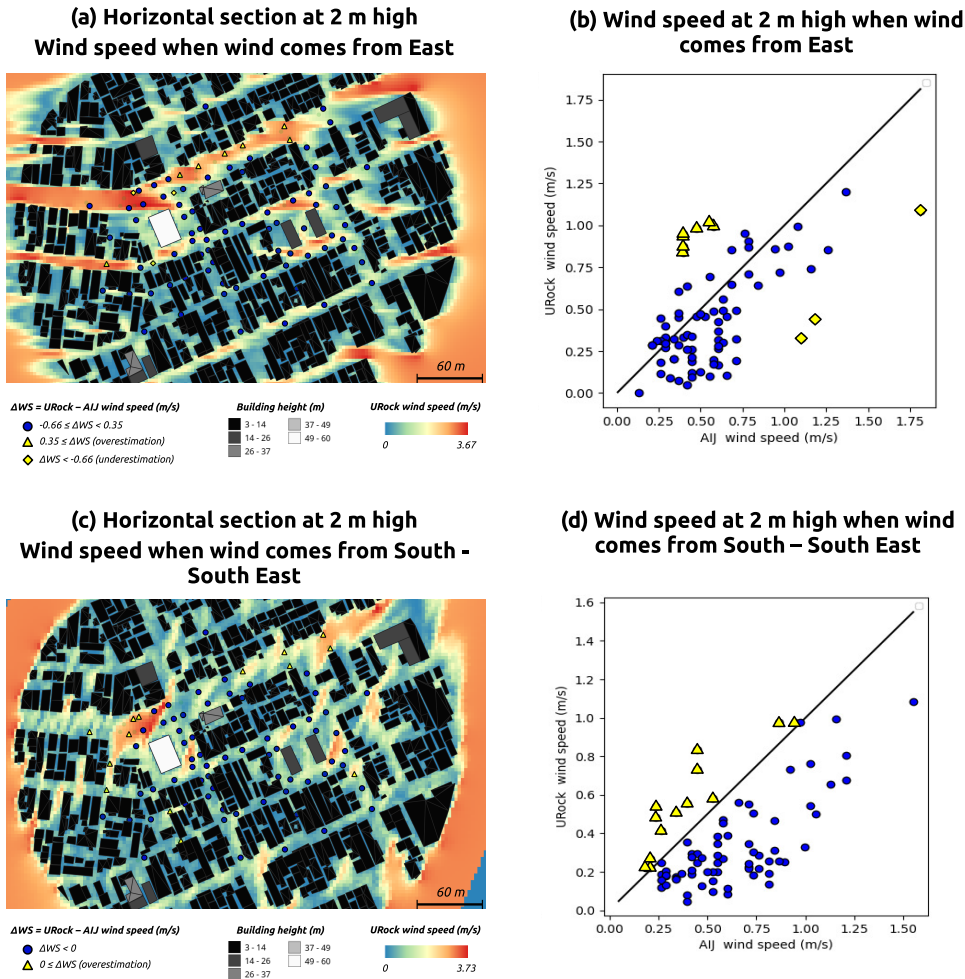 (a) Horizontal section at 2 m high
Wind speed when wind comes from East
60 m
ΔWS = URock – AIJ wind speed (m/s)
-0.66 ≤ ΔWS < 0.35
0.35 ≤ ΔWS (overestimation)
ΔWS < -0.66 (underestimation)
Building height (m)
3 - 14
14 - 26
26 - 37
37 - 49
49 - 60
URock wind speed (m/s)
0 3.67
(b) Wind speed at 2 m high when wind
comes from East
URock wind speed (m/s)
1.75
1.50
1.25
1.00
0.75
0.50
0.25
0.00
0.00 0.25 0.50 0.75 1.00 1.25 1.50 1.75
AIJ wind speed (m/s)
(c) Horizontal section at 2 m high
Wind speed when wind comes from South -
South East
60 m
ΔWS = URock – AIJ wind speed (m/s)
ΔWS < 0
0 ≤ ΔWS (overestimation)
Building height (m)
3 - 14
14 - 26
26 - 37
37 - 49
49 - 60
URock wind speed (m/s)
0 3.73
(d) Wind speed at 2 m high when wind
comes from South – South East
URock wind speed (m/s)
1.6
1.4
1.2
1.0
0.8
0.6
0.4
0.2
0.0
0.00 0.25 0.50 0.75 1.00 1.25 1.50
AIJ wind speed (m/s)